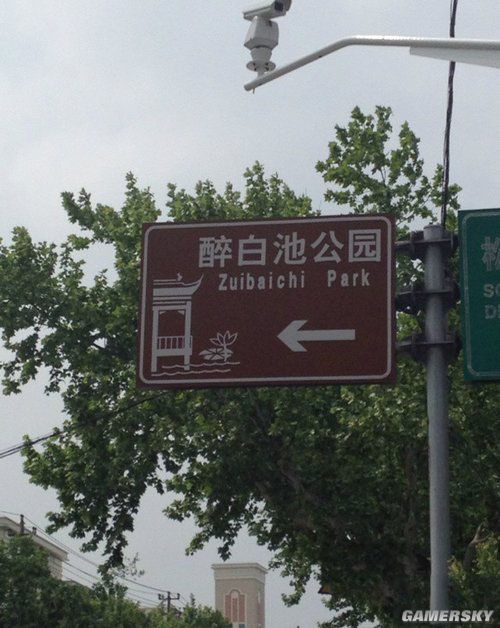 醉白池公园
Zuibaichi Park
GAMERSKY